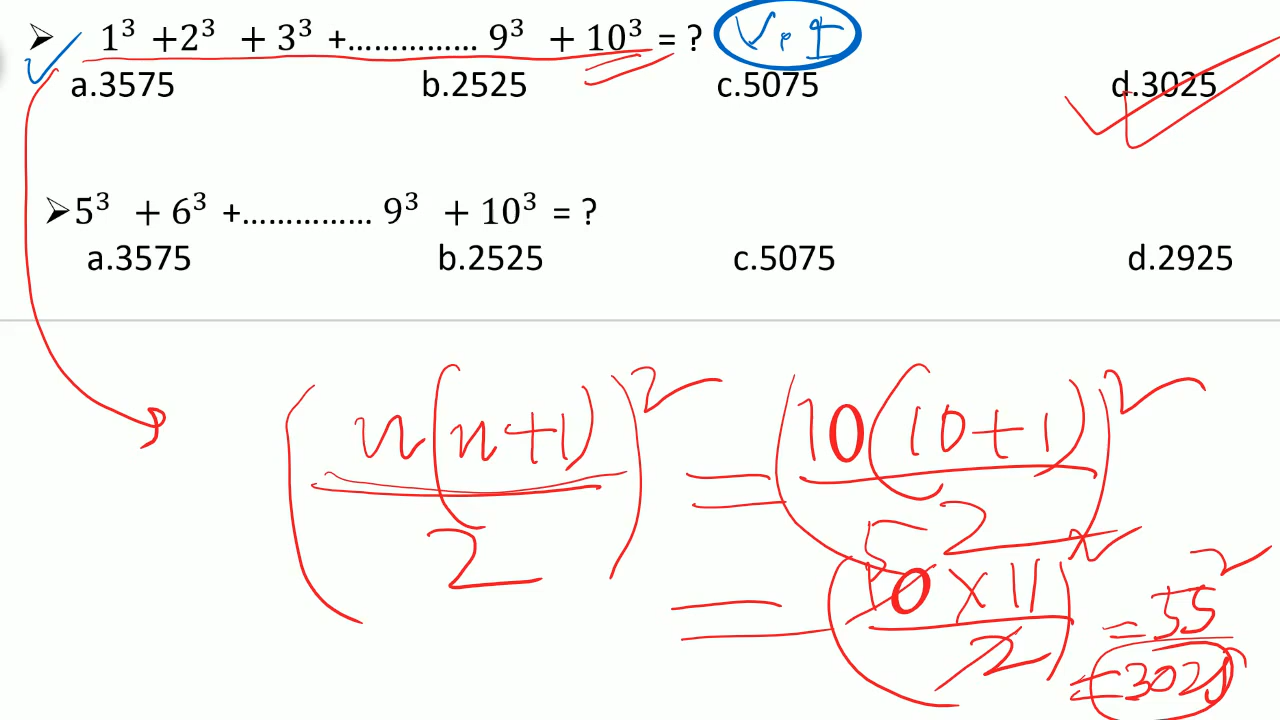 ➤ 1³ +2³ + 3³ +............... 9³ + 10³ = ? V.I
a.3575 b.2525 c.5075 d.3025
➤5³ + 6³ +............... 9³ + 10³ = ?
a.3575 b.2525 c.5075 d.2925
(n(n+1)/2)² = (10(10+1)/2)²
= (10 × 11/2)² 5
= 55²
= 3025